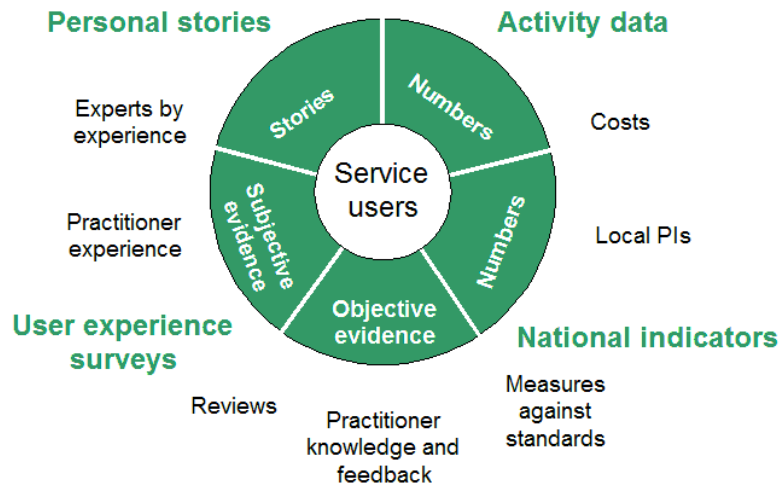 Personal stories
Activity data
Experts by
experience
Stories
Numbers
Costs
Service
users
Practitioner
experience
Subjective
evidence
Numbers
Local PIs
Objective
evidence
User experience
surveys
National indicators
Reviews
Practitioner
knowledge and
feedback
Measures
against
standards